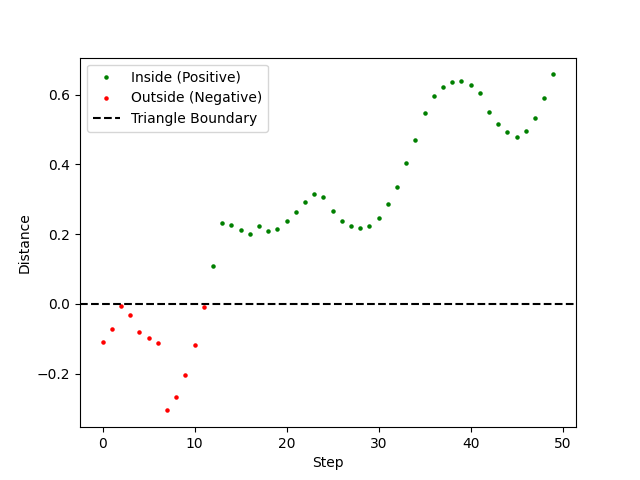 Inside (Positive)
Outside (Negative)
Triangle Boundary
0.6
0.4
0.2
0.0
−0.2
Distance
0 10 20 30 40 50
Step